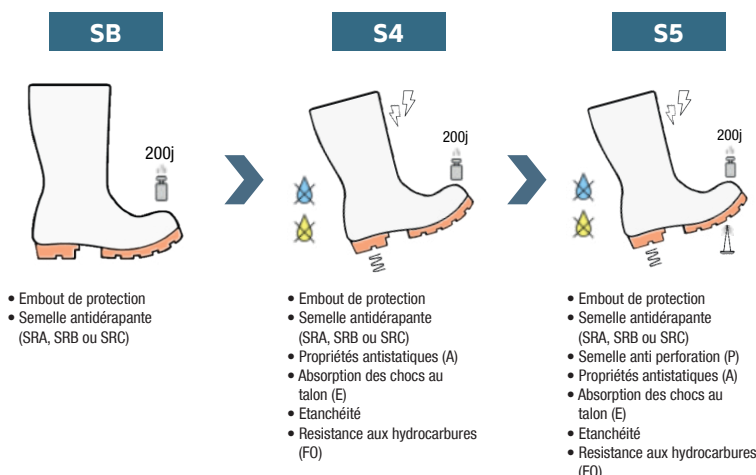 SB
S4
S5
200j
200j
200j
• Embout de protection
• Semelle antidérapante
(SRA, SRB ou SRC)
• Embout de protection
• Semelle antidérapante
(SRA, SRB ou SRC)
• Propriétés antistatiques (A)
• Absorption des chocs au
talon (E)
• Etanchéité
• Resistance aux hydrocarbures
(FO)
• Embout de protection
• Semelle antidérapante
(SRA, SRB ou SRC)
• Semelle anti perforation (P)
• Propriétés antistatiques (A)
• Absorption des chocs au
talon (E)
• Etanchéité
• Resistance aux hydrocarbures
(FO)